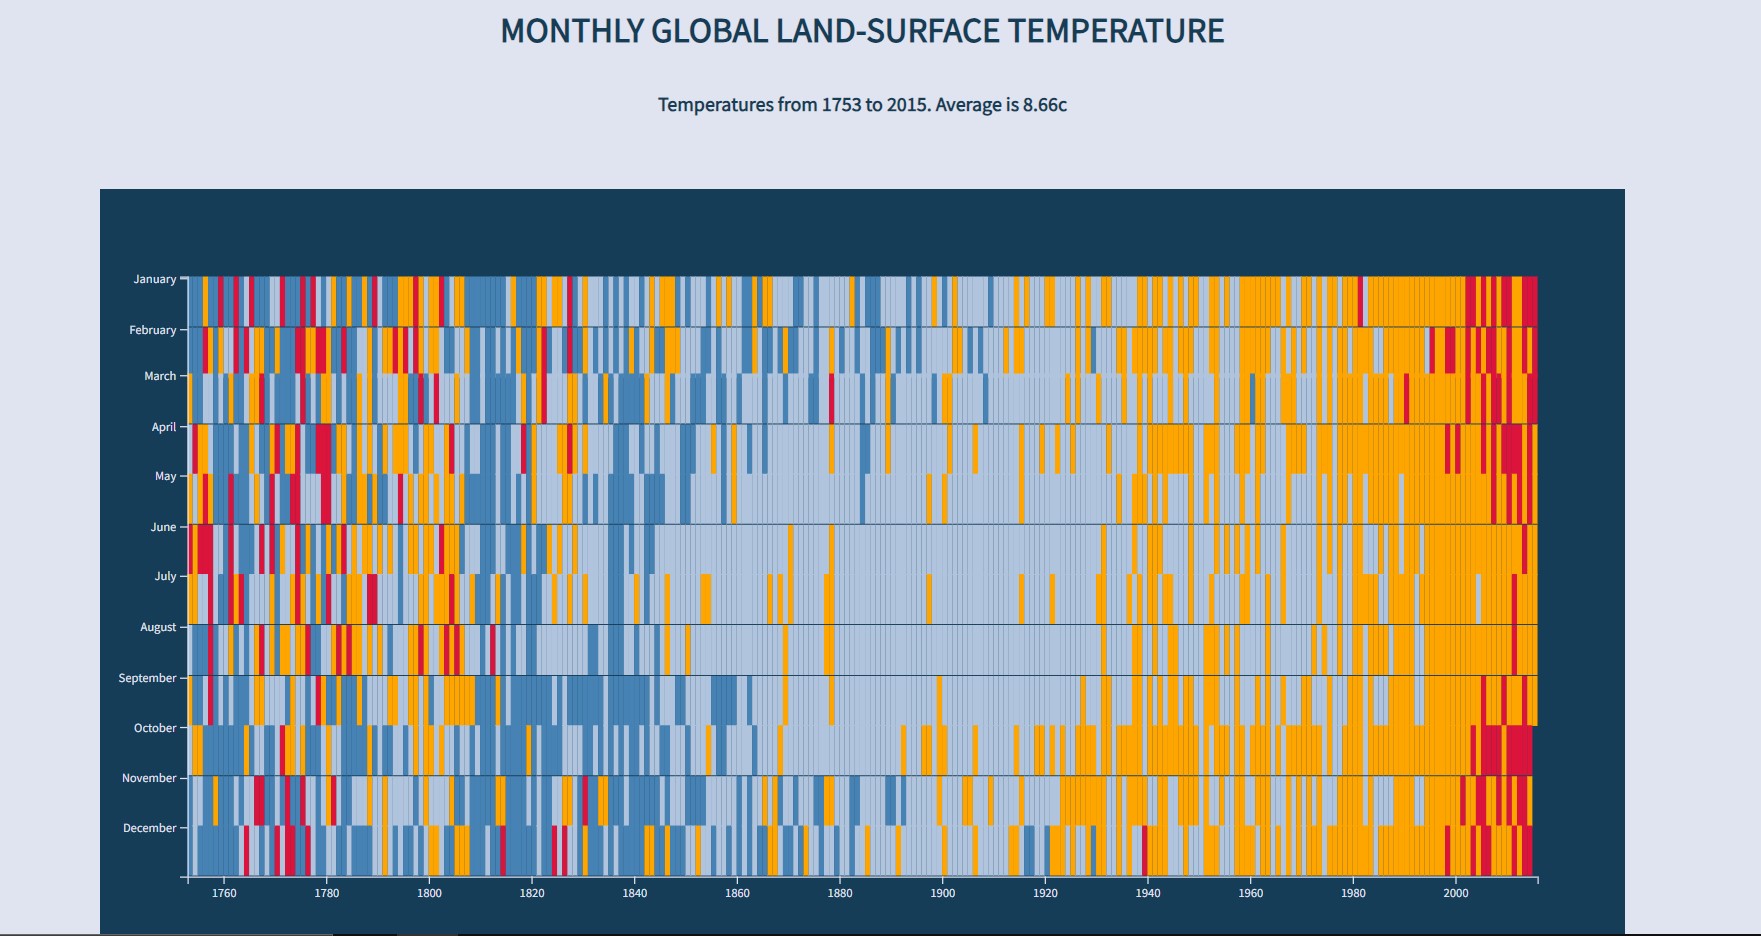 MONTHLY GLOBAL LAND-SURFACE TEMPERATURE
Temperatures from 1753 to 2015. Average is 8.66c
January
February
March
April
May
June
July
August
September
October
November
December
1760 1780 1800 1820 1840 1860 1880 1900 1920 1940 1960 1980 2000